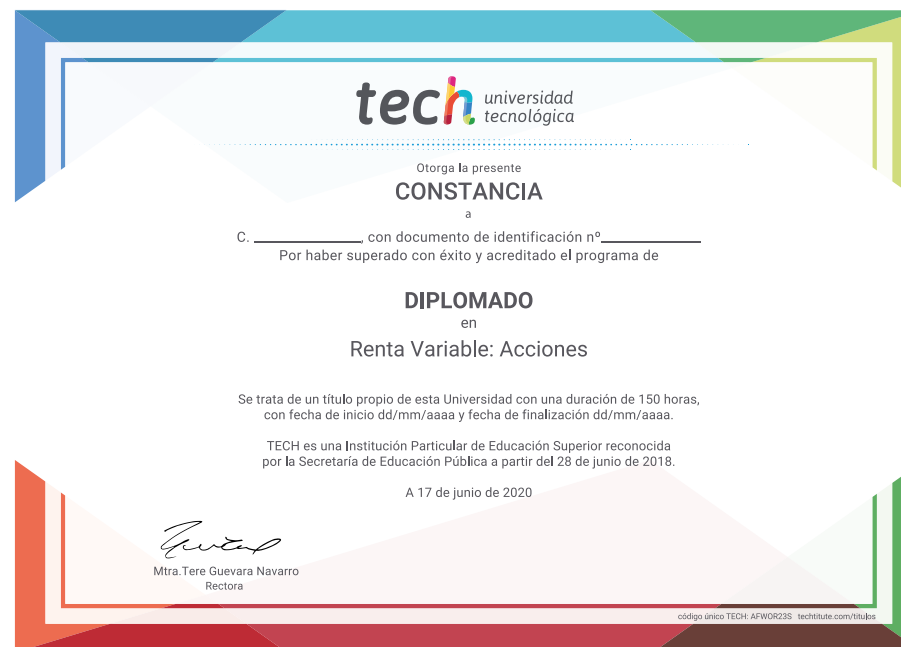 tech universidad
tecnológica
Otorga la presente
CONSTANCIA
a
C. ____________, con documento de identificación nº____________
Por haber superado con éxito y acreditado el programa de
DIPLOMADO
en
Renta Variable: Acciones
Se trata de un título propio de esta Universidad con una duración de 150 horas,
con fecha de inicio dd/mm/aaaa y fecha de finalización dd/mm/aaaa.
TECH es una Institución Particular de Educación Superior reconocida
por la Secretaría de Educación Pública a partir del 28 de junio de 2018.
A 17 de junio de 2020
Mtra.Tere Guevara Navarro
Rectora
código único TECH: AFWOR23S techtitute.com/titulos